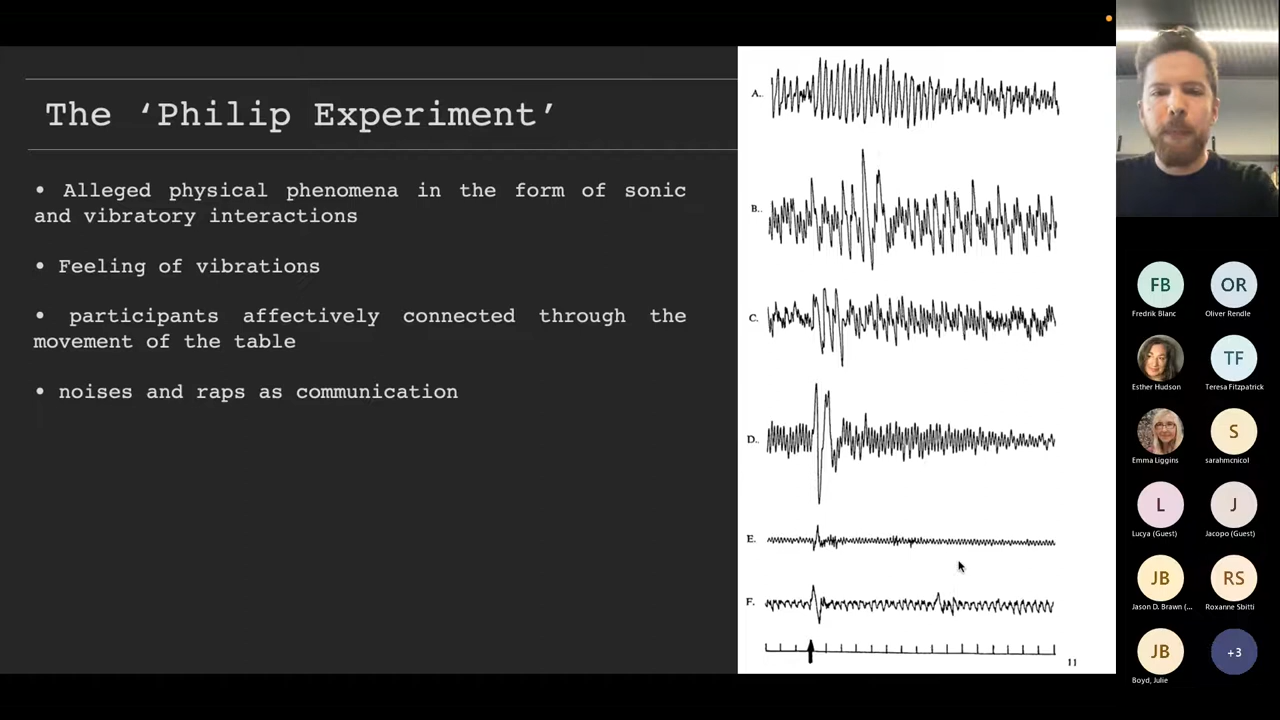 The ‘Philip Experiment’
• Alleged physical phenomena in the form of sonic
and vibratory interactions
• Feeling of vibrations
• participants affectively connected through the
movement of the table
• noises and raps as communication
A..
B..
C.
D..
E.
F.
11
FB
Fredrik Blanc
OR
Oliver Rendle
Esther Hudson
TF
Teresa Fitzpatrick
Emma Liggins
S
sarahmcnicol
L
Lucya (Guest)
J
Jacopo (Guest)
JB
Jason D. Brawn (...
RS
Roxanne Sbitti
JB
Boyd, Julie
+3